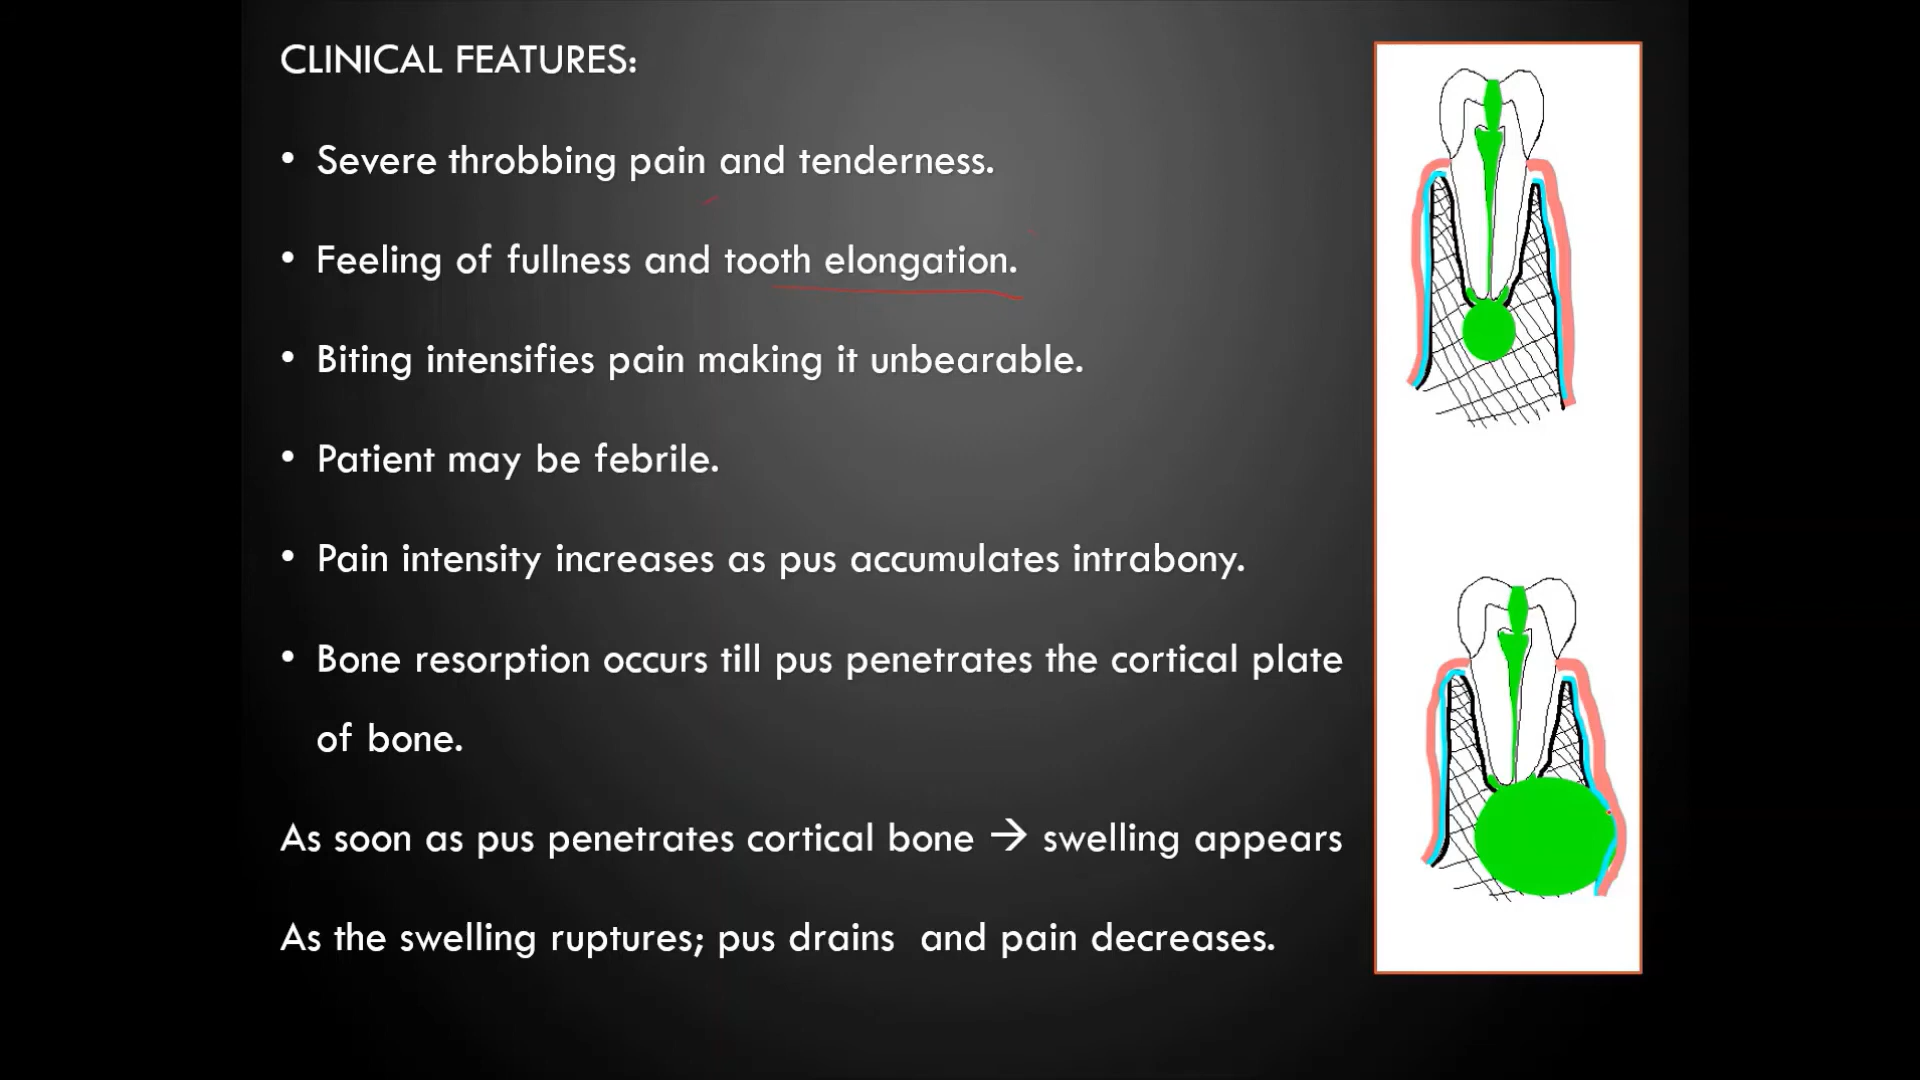 CLINICAL FEATURES:
• Severe throbbing pain and tenderness.
• Feeling of fullness and tooth elongation.
• Biting intensifies pain making it unbearable.
• Patient may be febrile.
• Pain intensity increases as pus accumulates intrabony.
• Bone resorption occurs till pus penetrates the cortical plate
of bone.
As soon as pus penetrates cortical bone → swelling appears
As the swelling ruptures; pus drains  and pain decreases.